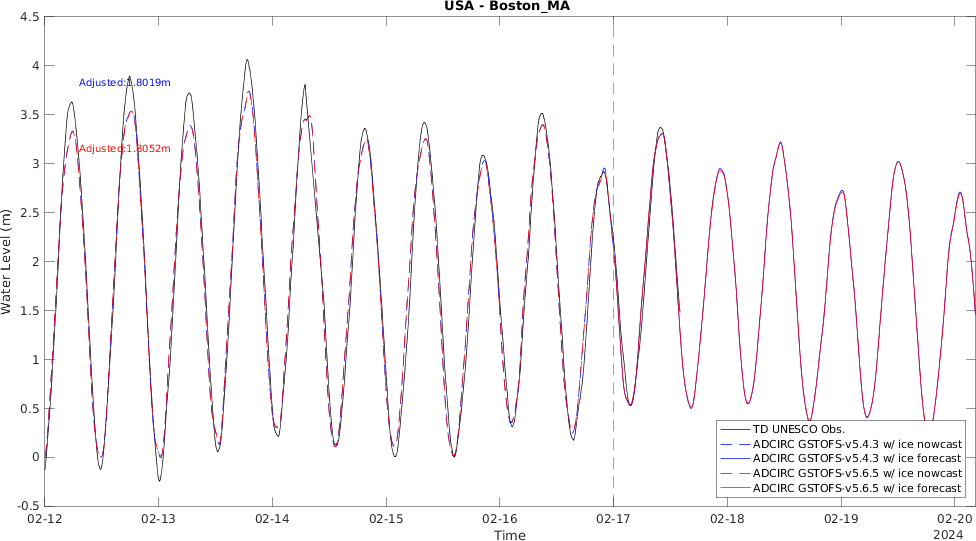 USA - Boston_MA
4.5
4
3.5
3
2.5
2
1.5
1
0.5
0
-0.5
Water Level (m)
Adjusted:1.8019m
Adjusted:1.8052m
TD UNESCO Obs.
ADCIRC GSTOFS-v5.4.3 w/ ice nowcast
ADCIRC GSTOFS-v5.4.3 w/ ice forecast
ADCIRC GSTOFS-v5.6.5 w/ ice nowcast
ADCIRC GSTOFS-v5.6.5 w/ ice forecast
02-12 02-13 02-14 02-15 02-16 02-17 02-18 02-19 02-20
Time
2024